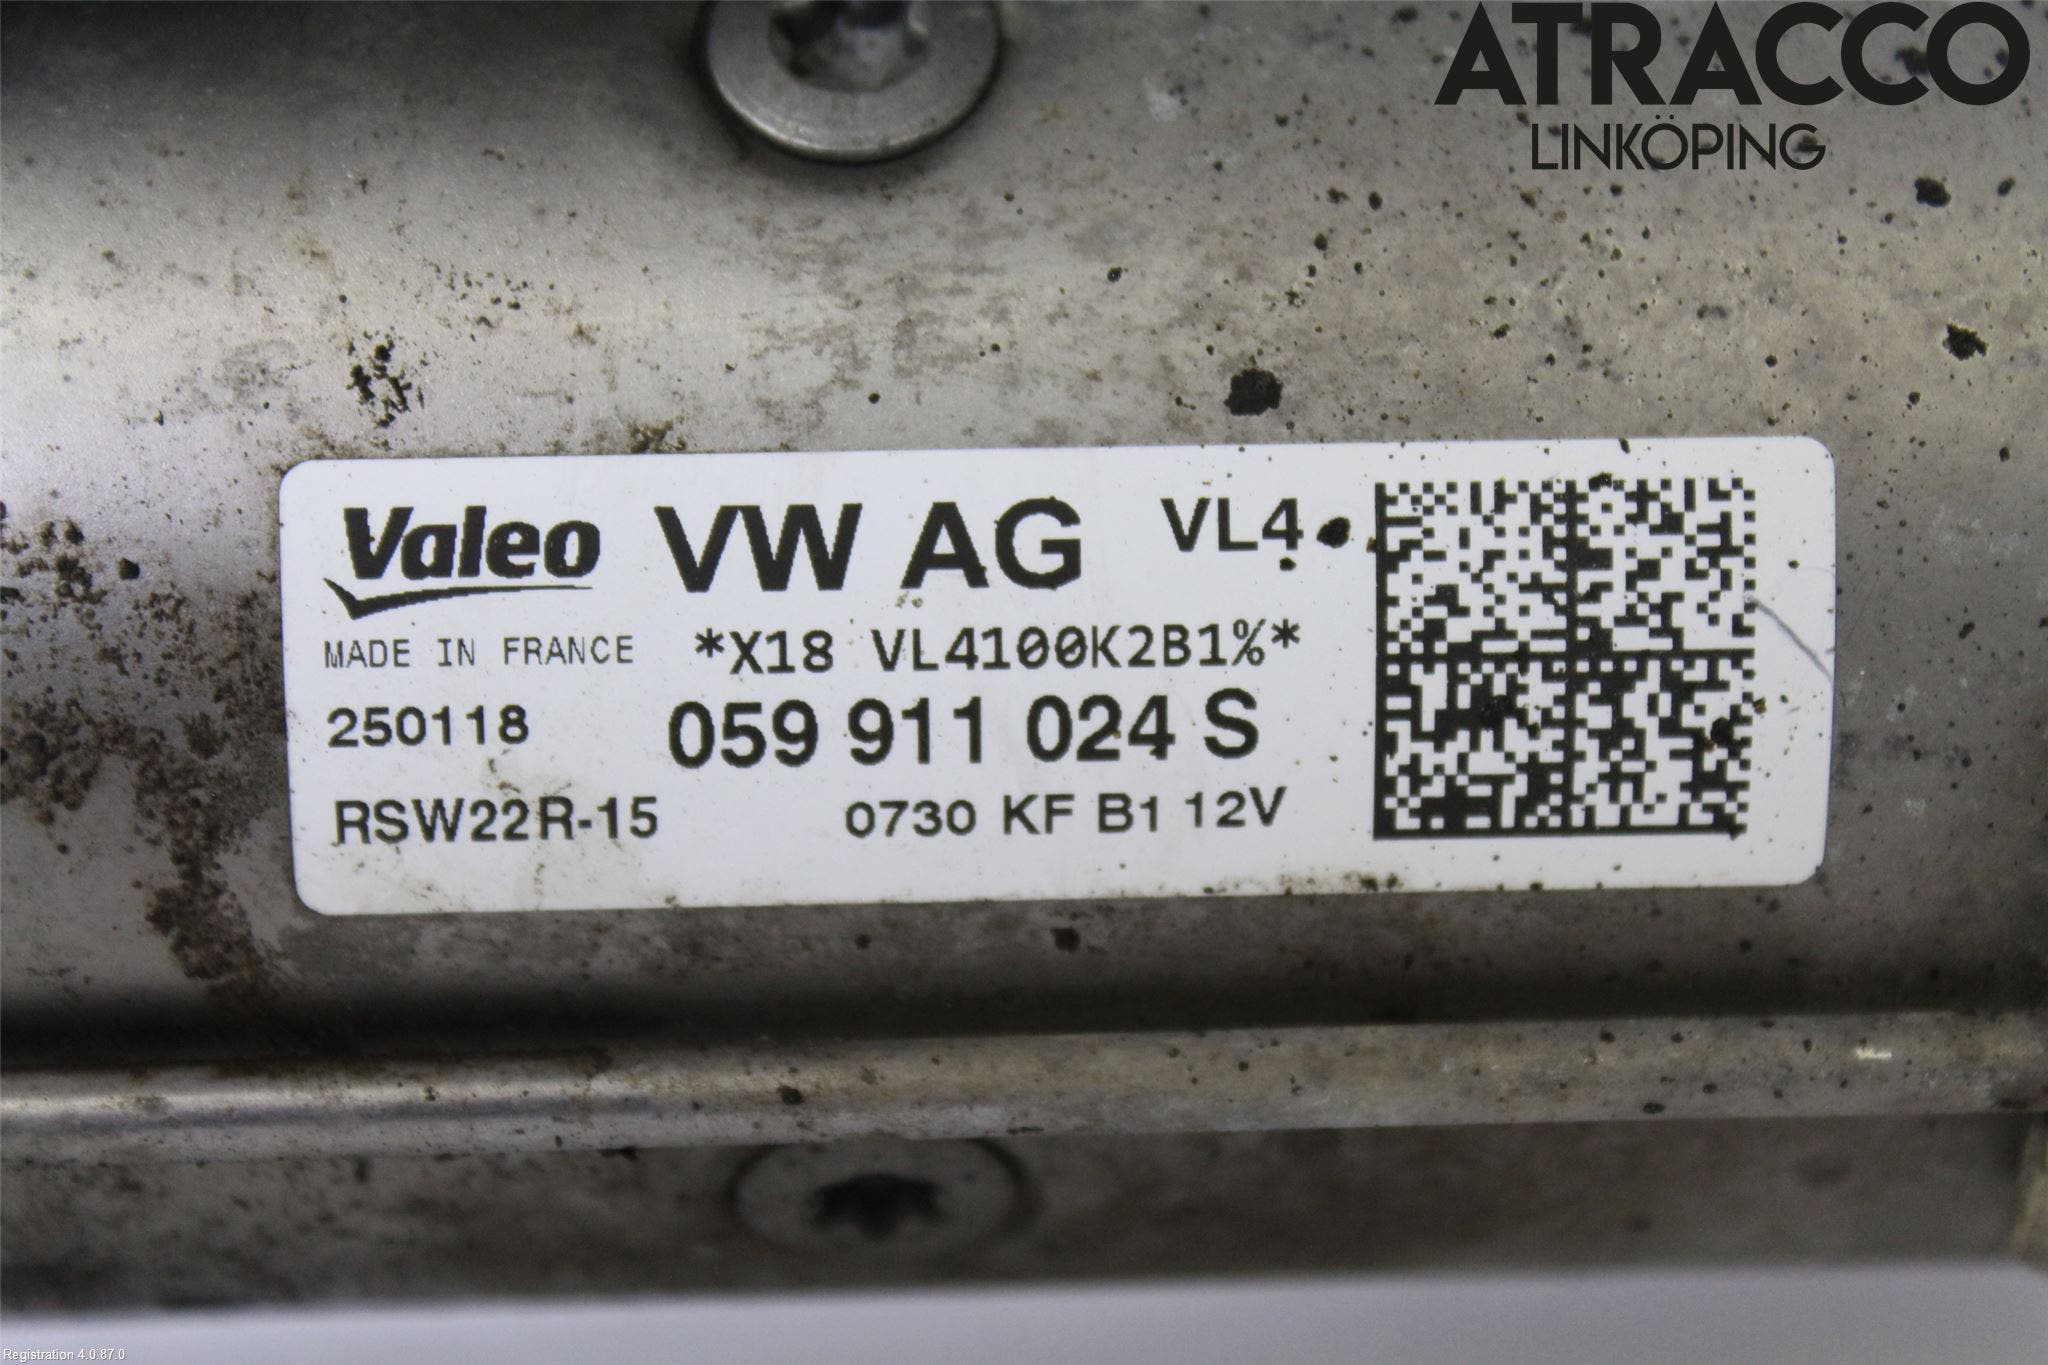 ATRACCO
LINKÖPING
Valeo VW AG VL4
MADE IN FRANCE *X18 VL4100K2B1%*
250118 059 911 024 S
RSW22R-15 0730 KF B1 12V
Registration 4.0.87.0